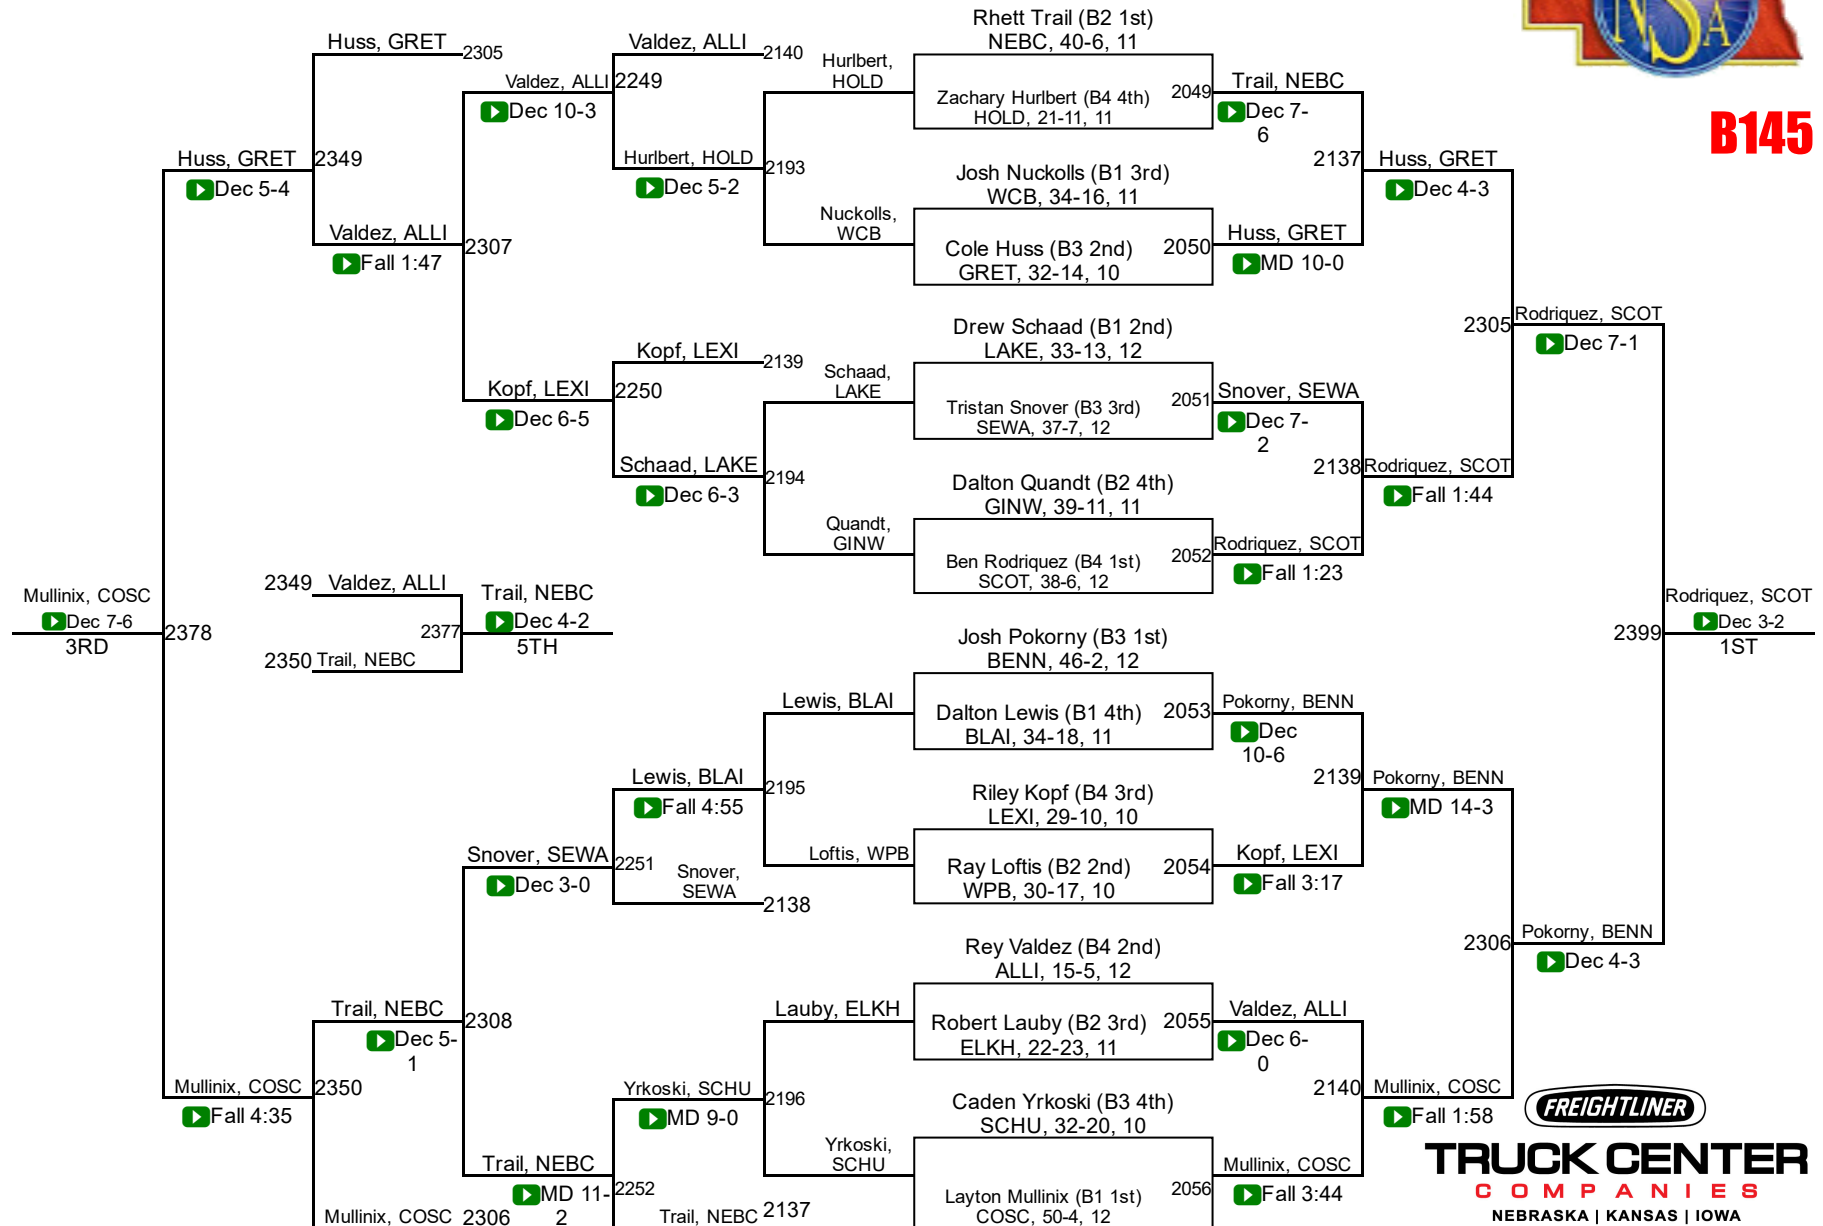 Rhett Trail (B2 1st)
NEBC, 40-6, 11
NSA
Huss, GRET
2305
Valdez, ALLI
2140
Hurlbert,
HOLD
Valdez, ALLI
2249
Dec 10-3
Zachary Hurlbert (B4 4th)
HOLD, 21-11, 11
2049
Trail, NEBC
Dec 7-
6
B145
Huss, GRET
2349
Dec 5-4
Hurlbert, HOLD
2193
Dec 5-2
Josh Nuckolls (B1 3rd)
WCB, 34-16, 11
2137
Huss, GRET
Dec 4-3
Valdez, ALLI
2307
Fall 1:47
Nuckolls,
WCB
Cole Huss (B3 2nd)
GRET, 32-14, 10
2050
Huss, GRET
MD 10-0
Drew Schaad (B1 2nd)
LAKE, 33-13, 12
2305
Rodriquez, SCOT
Dec 7-1
Kopf, LEXI
2139
Schaad,
LAKE
Kopf, LEXI
2250
Dec 6-5
Tristan Snover (B3 3rd)
SEWA, 37-7, 12
2051
Snover, SEWA
Dec 7-
2
Schaad, LAKE
2194
Dec 6-3
Dalton Quandt (B2 4th)
GINW, 39-11, 11
2138
Rodriquez, SCOT
Fall 1:44
Quandt,
GINW
Ben Rodriquez (B4 1st)
SCOT, 38-6, 12
2052
Rodriquez, SCOT
Fall 1:23
Mullinix, COSC
Dec 7-6
3RD
2378
2349
Valdez, ALLI
2377
2350
Trail, NEBC
Trail, NEBC
Dec 4-2
5TH
2399
Rodriquez, SCOT
Dec 3-2
1ST
Josh Pokorny (B3 1st)
BENN, 46-2, 12
Lewis, BLAI
Dalton Lewis (B1 4th)
BLAI, 34-18, 11
2053
Pokorny, BENN
Dec
10-6
Lewis, BLAI
2195
Fall 4:55
Riley Kopf (B4 3rd)
LEXI, 29-10, 10
2139
Pokorny, BENN
MD 14-3
Snover, SEWA
2251
Dec 3-0
Snover,
SEWA
2138
Loftis, WPB
Ray Loftis (B2 2nd)
WPB, 30-17, 10
2054
Kopf, LEXI
Fall 3:17
Rey Valdez (B4 2nd)
ALLI, 15-5, 12
2306
Pokorny, BENN
Dec 4-3
Trail, NEBC
2308
Dec 5-
1
Lauby, ELKH
Robert Lauby (B2 3rd)
ELKH, 22-23, 11
2055
Valdez, ALLI
Dec 6-
0
Mullinix, COSC
2350
Fall 4:35
Yrkoski, SCHU
2196
MD 9-0
Caden Yrkoski (B3 4th)
SCHU, 32-20, 10
2140
Mullinix, COSC
Fall 1:58
Trail, NEBC
2252
MD 11-
2
Yrkoski,
SCHU
Layton Mullinix (B1 1st)
COSC, 50-4, 12
2056
Mullinix, COSC
Fall 3:44
Mullinix, COSC
2306
Trail, NEBC
2137
FREIGHTLINER
TRUCK CENTER
COMPANIES
NEBRASKA | KANSAS | IOWA